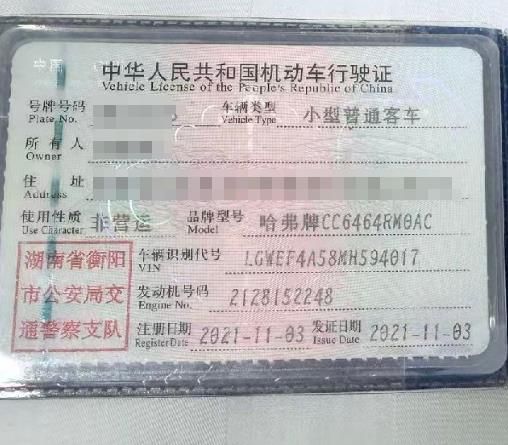 中华人民共和国机动车行驶证
Vehicle License of the People's Republic of China
号牌号码 车辆类型 小型普通客车
Plate No. Vehicle Type
所有人
Owner
住址
Address
使用性质 非营运 品牌型号 哈弗牌CC6464RM0AC
Use Character Model
湖南省衡阳
市公安局交
通警察支队
车辆识别代号 LGWEF4A58MH594017
VIN
发动机号码 2128152248
Engine No.
注册日期 2021-11-03 发证日期 2021-11-03
Register Date Issue Date